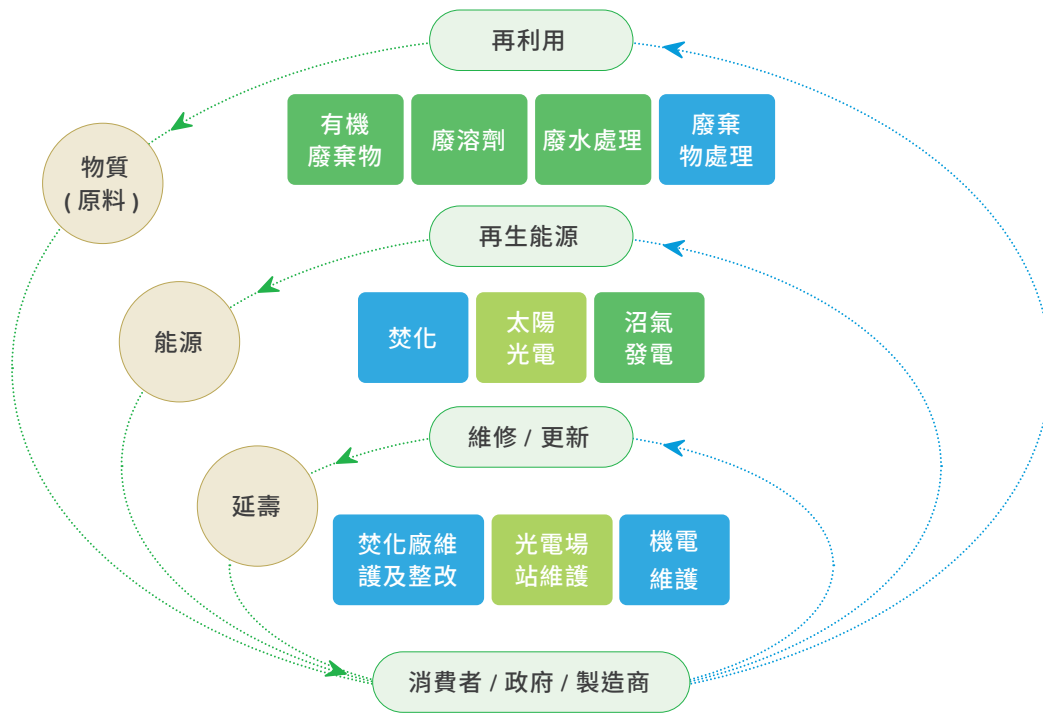 再利用
有機
廢棄物
廢溶劑
廢水處理
廢棄
物處理
物質
( 原料 )
再生能源
焚化
太陽
光電
沼氣
發電
能源
維修 / 更新
延壽
焚化廠維
護及整改
光電場
站維護
機電
維護
消費者 / 政府 / 製造商